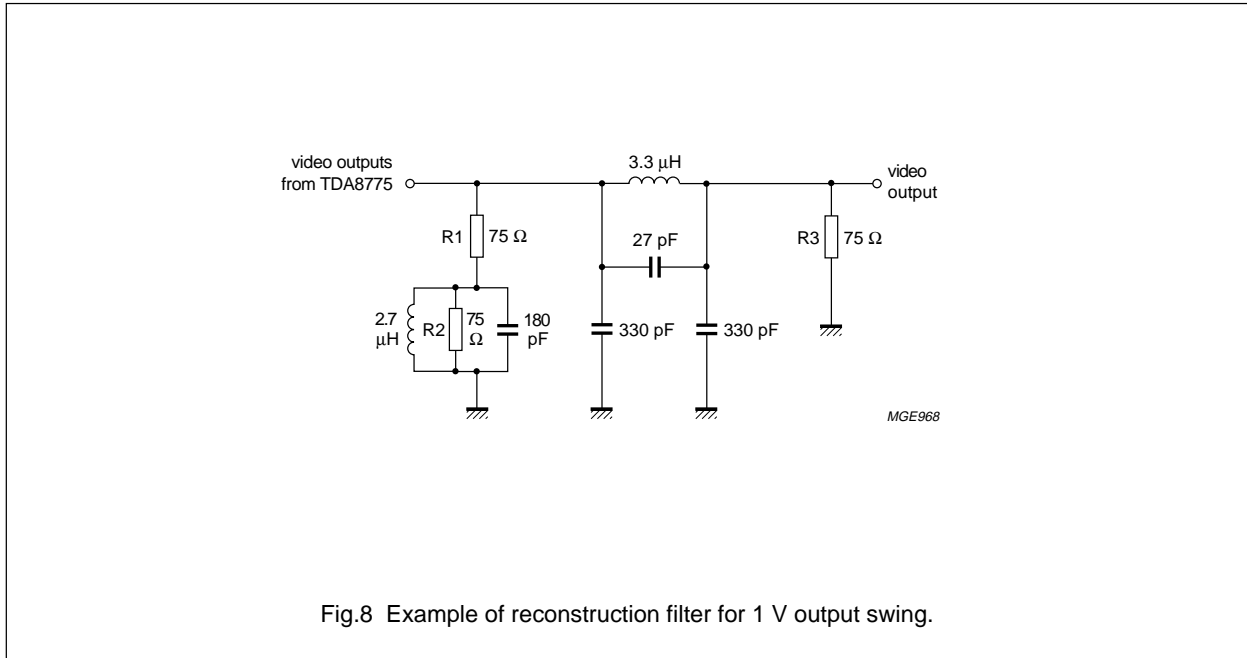 video outputs
from TDA8775
3.3 μH
video
output
R1 75 Ω
27 pF
R3 75 Ω
2.7
μH
R2 75
Ω
180
pF
330 pF 330 pF
MGE968
Fig.8 Example of reconstruction filter for 1 V output swing.